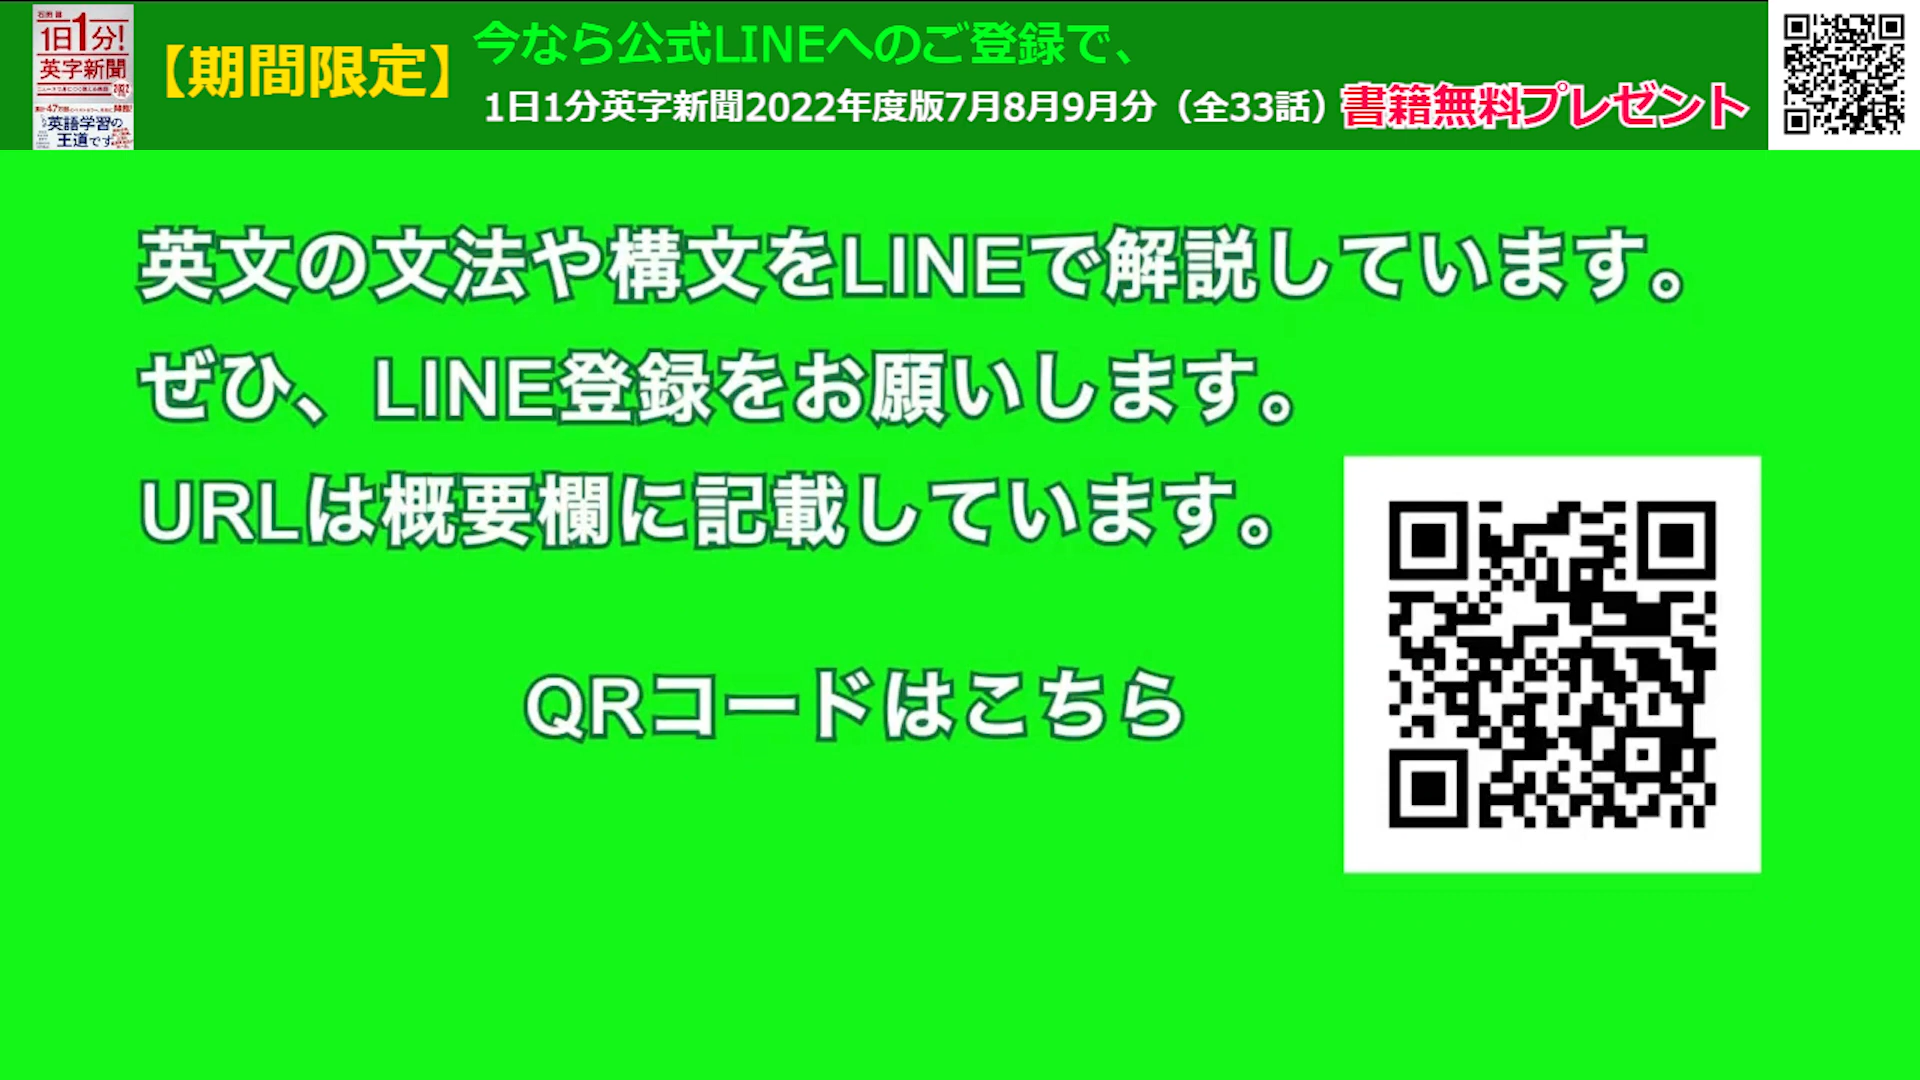 1日1分!
英字新聞
2022
英語学習の
王道です。
【期間限定】
今なら公式LINEへのご登録で、
1日1分英字新聞2022年度版7月8月9月分（全33話）書籍無料プレゼント
英文の文法や構文をLINEで解説しています。
ぜひ、LINE登録をお願いします。
URLは概要欄に記載しています。
QRコードはこちら